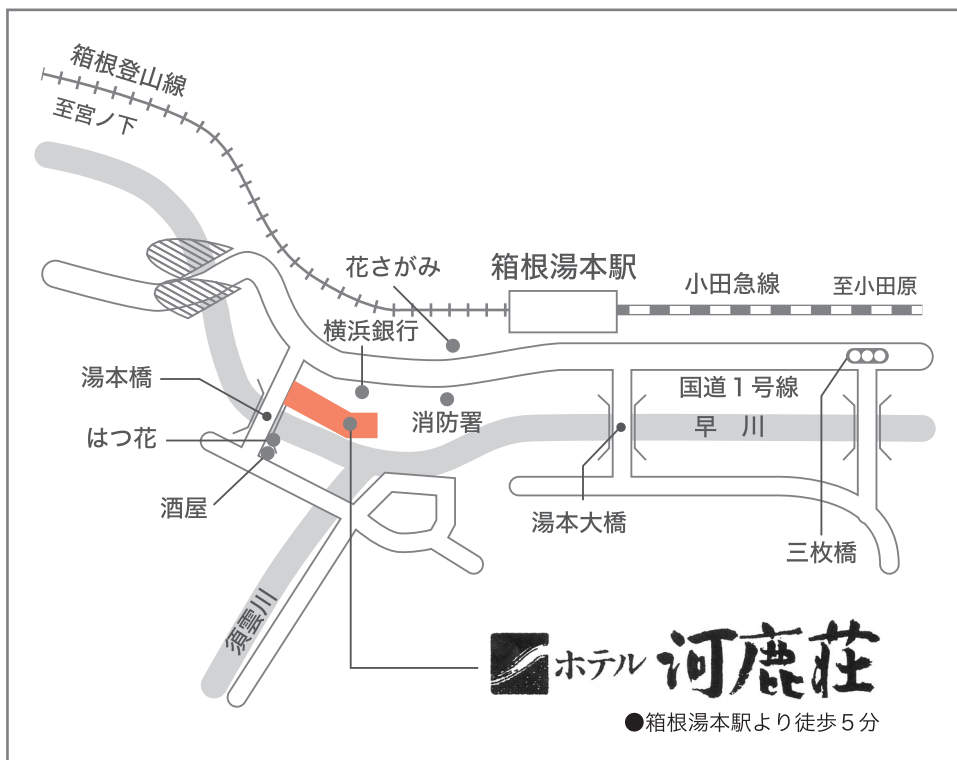 箱根登山線
至宮ノ下
花さがみ
箱根湯本駅
小田急線
至小田原
横浜銀行
湯本橋
国道1号線
消防署
早 川
はつ花
酒屋
湯本大橋
三枚橋
須雲川
ホテル 河鹿荘
●箱根湯本駅より徒歩5分